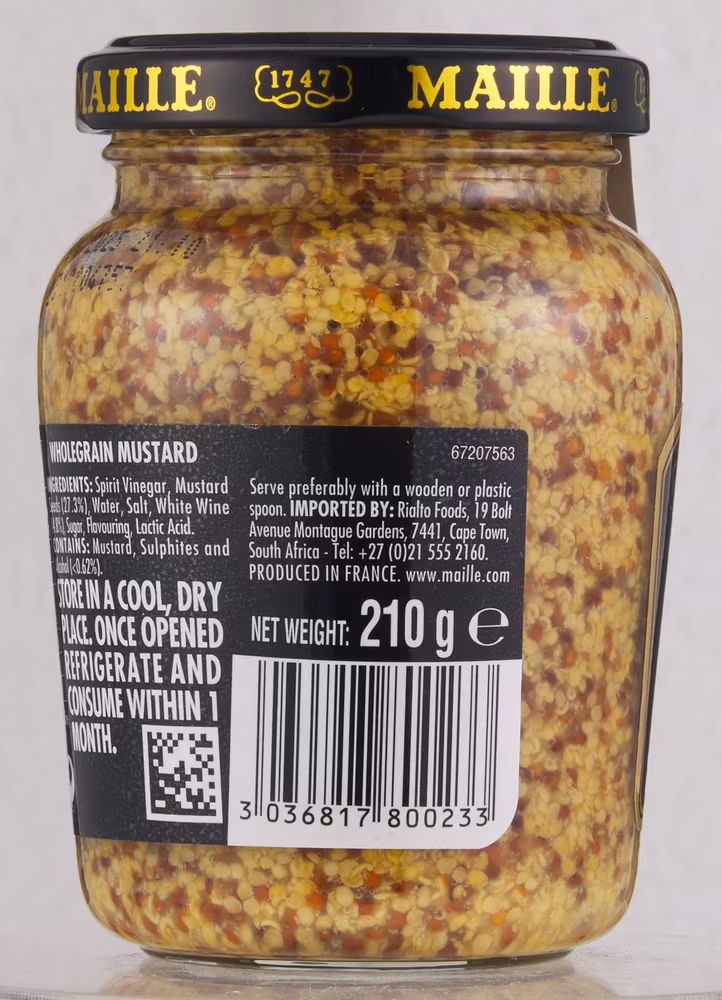 MAILLE® 1747 MAILLE®
WHOLEGRAIN MUSTARD
INGREDIENTS: Spirit Vinegar, Mustard
(27.3%), Water, Salt, White Wine
Sugar, Flavouring, Lactic Acid.
CONTAINS: Mustard, Sulphites and
(<0.62%).
STORE IN A COOL, DRY
PLACE. ONCE OPENED
REFRIGERATE AND
CONSUME WITHIN 1
MONTH.
67207563
Serve preferably with a wooden or plastic
spoon. IMPORTED BY: Rialto Foods, 19 Bolt
Avenue Montague Gardens, 7441, Cape Town,
South Africa - Tel: +27 (0)21 555 2160.
PRODUCED IN FRANCE. www.maille.com
NET WEIGHT: 210 g e
3 036817 800233